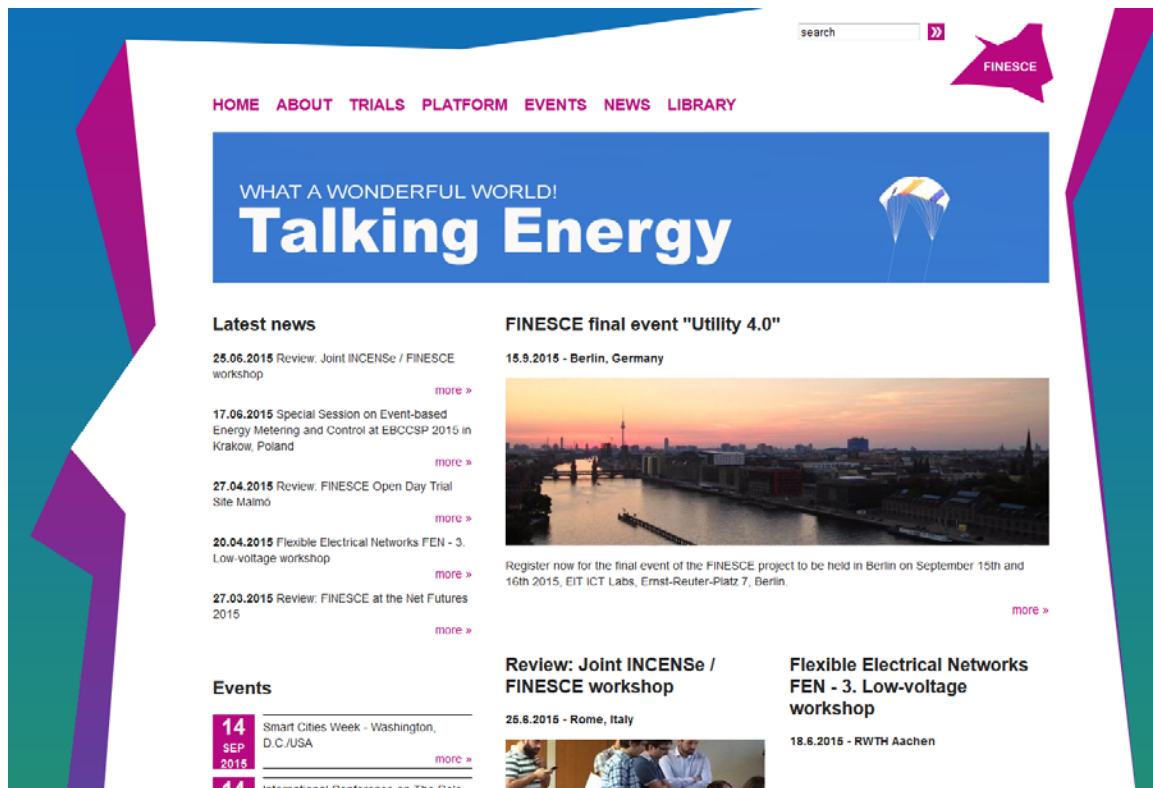 search
FINESCE
HOME ABOUT TRIALS PLATFORM EVENTS NEWS LIBRARY
WHAT A WONDERFUL WORLD!
Talking Energy
Latest news
25.06.2015 Review: Joint INCENSe / FINESCE
workshop
more »
17.06.2015 Special Session on Event-based
Energy Metering and Control at EBCCSP 2015 in
Krakow, Poland
more »
27.04.2015 Review: FINESCE Open Day Trial
Site Malmö
more »
20.04.2015 Flexible Electrical Networks FEN - 3.
Low-voltage workshop
more »
27.03.2015 Review: FINESCE at the Net Futures
2015
more »
Events
14
SEP
2015
Smart Cities Week - Washington,
D.C./USA
more »
14
International Conference on The Role
FINESCE final event "Utility 4.0"
15.9.2015 - Berlin, Germany
Register now for the final event of the FINESCE project to be held in Berlin on September 15th and
16th 2015, EIT ICT Labs, Ernst-Reuter-Platz 7, Berlin.
more »
Review: Joint INCENSe /
FINESCE workshop
25.6.2015 - Rome, Italy
Flexible Electrical Networks
FEN - 3. Low-voltage
workshop
18.6.2015 - RWTH Aachen